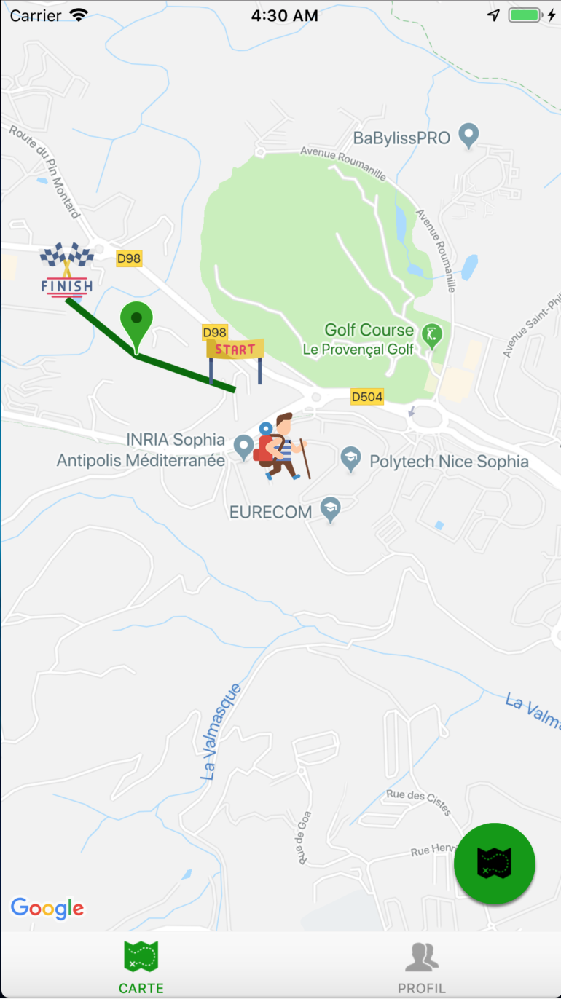 Carrier
4:30 AM
BaBylissPRO
Avenue Roumanille
Route du Pin Montard
Avenue Roumanille
D98
FINISH
Avenue Saint-Phi
D98
START
Golf Course
Le Provençal Golf
D504
INRIA Sophia
Antipolis Méditerranée
Polytech Nice Sophia
EURECOM
La Valmasque
La Valma
Rue des Cistes
Rue de Goa
Rue Henri
Google
CARTE
PROFIL